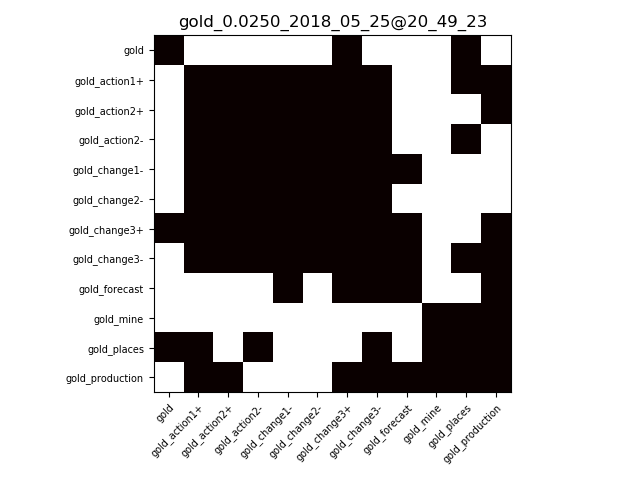 gold_0.0250_2018_05_25@20_49_23
gold
gold_action1+
gold_action2+
gold_action2-
gold_change1-
gold_change2-
gold_change3+
gold_change3-
gold_forecast
gold_mine
gold_places
gold_production
gold
gold_action1+
gold_action2+
gold_action2-
gold_change1-
gold_change2-
gold_change3+
gold_change3-
gold_forecast
gold_mine
gold_places
gold_production